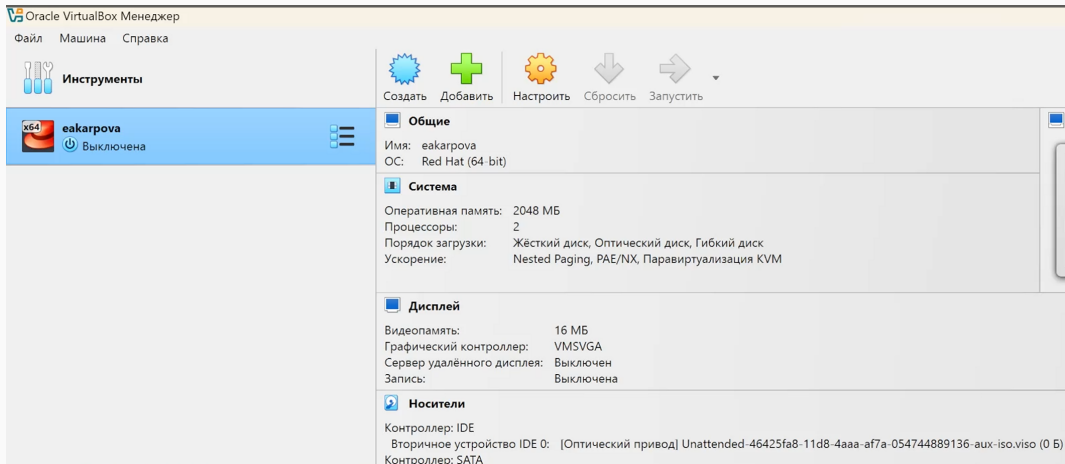 Oracle VirtualBox Менеджер
Файл Машина Справка
Инструменты
Создать Добавить Настроить Сбросить Запустить
x64 eakarpova
Выключена
Общие
Имя: eakarpova
ОС: Red Hat (64-bit)
Система
Оперативная память: 2048 МБ
Процессоры: 2
Порядок загрузки: Жёсткий диск, Оптический диск, Гибкий диск
Ускорение: Nested Paging, PAE/NX, Паравиртуализация KVM
Дисплей
Видеопамять: 16 МБ
Графический контроллер: VMSVGA
Сервер удалённого дисплея: Выключен
Запись: Выключена
Носители
Контроллер: IDE
Вторичное устройство IDE 0: [Оптический привод] Unattended-46425fa8-11d8-4aaa-af7a-054744889136-aux-iso.viso (0 Б)
Контроллер: SATA